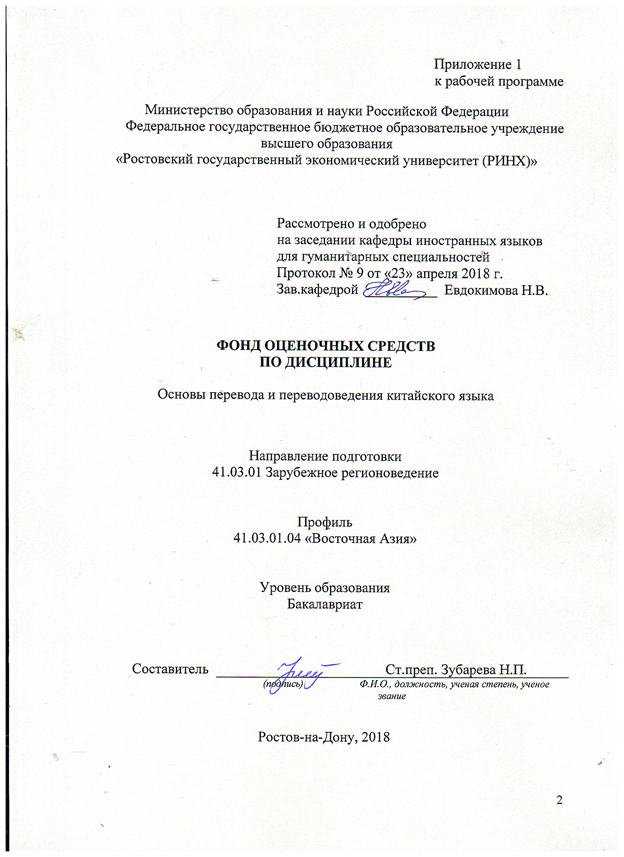 Приложение 1
к рабочей программе
Министерство образования и науки Российской Федерации
Федеральное государственное бюджетное образовательное учреждение
высшего образования
«Ростовский государственный экономический университет (РИНХ)»
Рассмотрено и одобрено
на заседании кафедры иностранных языков
для гуманитарных специальностей
Протокол № 9 от «23» апреля 2018 г.
Зав.кафедрой Евдокимова Н.В.
ФОНД ОЦЕНОЧНЫХ СРЕДСТВ
ПО ДИСЦИПЛИНЕ
Основы перевода и переводоведения китайского языка
Направление подготовки
41.03.01 Зарубежное регионоведение
Профиль
41.03.01.04 «Восточная Азия»
Уровень образования
Бакалавриат
Составитель Ст.преп. Зубарева Н.П.
(подпись) Ф.И.О., должность, ученая степень, ученое
звание
Ростов-на-Дону, 2018
2